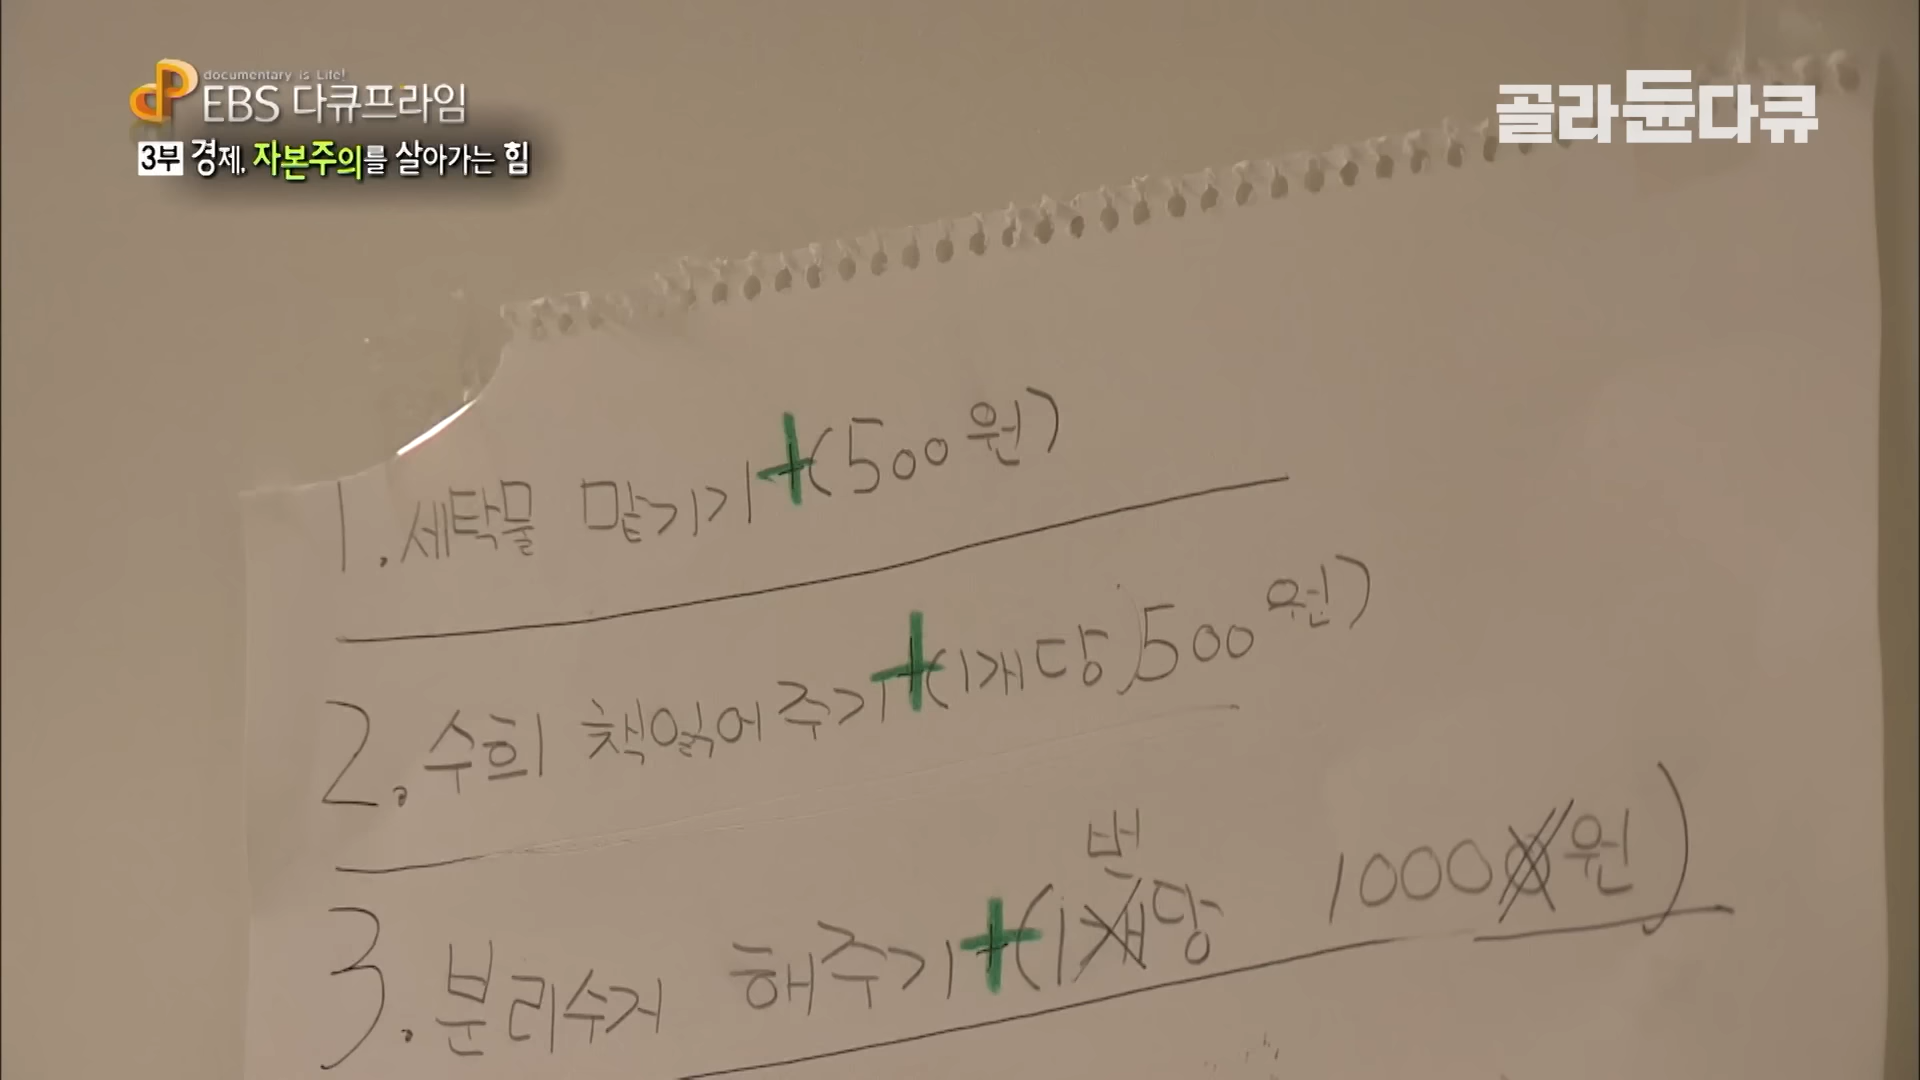 documentary is Life!
EBS 다큐프라임
3부 경제, 자본주의를 살아가는 힘
골라둔다큐
1. 세탁물 맡기기+(500원)
2. 수희 책읽어주기+(1개당)500원)
번
3. 분리수거 해주기+(1개당 10000원)